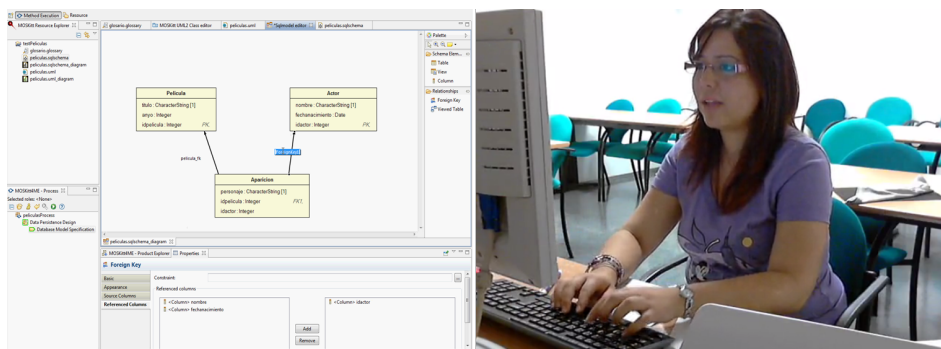 Method Execution Resource
MOSKitt Resource Explorer
testPeliculas
glosario.glossary
peliculas.sqlschema
peliculas.sqlschema_diagram
peliculas.uml
peliculas.uml_diagram
MOSKitt4ME - Process
Selected roles: <None>
peliculasProcess
Data Persistence Design
Database Model Specification
glosario.glossary
MOSKitt UML2 Class editor
peliculas.uml
*Sqlmodel editor
peliculas.sqlschema
Pelicula
titulo : CharacterString [1]
anyo : Integer
idpelicula : Integer PK
Actor
nombre : CharacterString [1]
fechanacimiento : Date
idactor : Integer PK
pelicula_fk
Aparicion
personaje : CharacterString [1]
idpelicula : Integer FK1
idactor : Integer
Palette
Schema Elem...
Table
View
Column
Relationships
Foreign Key
Viewed Table
peliculas.sqlschema_diagram
MOSKitt4ME - Product Explorer
Properties
Foreign Key
Basic
Appearance
Source Columns
Referenced Columns
Constraint:
Referenced columns
<Column> nombre
<Column> fechanacimiento
Add
Remove
<Column> idactor